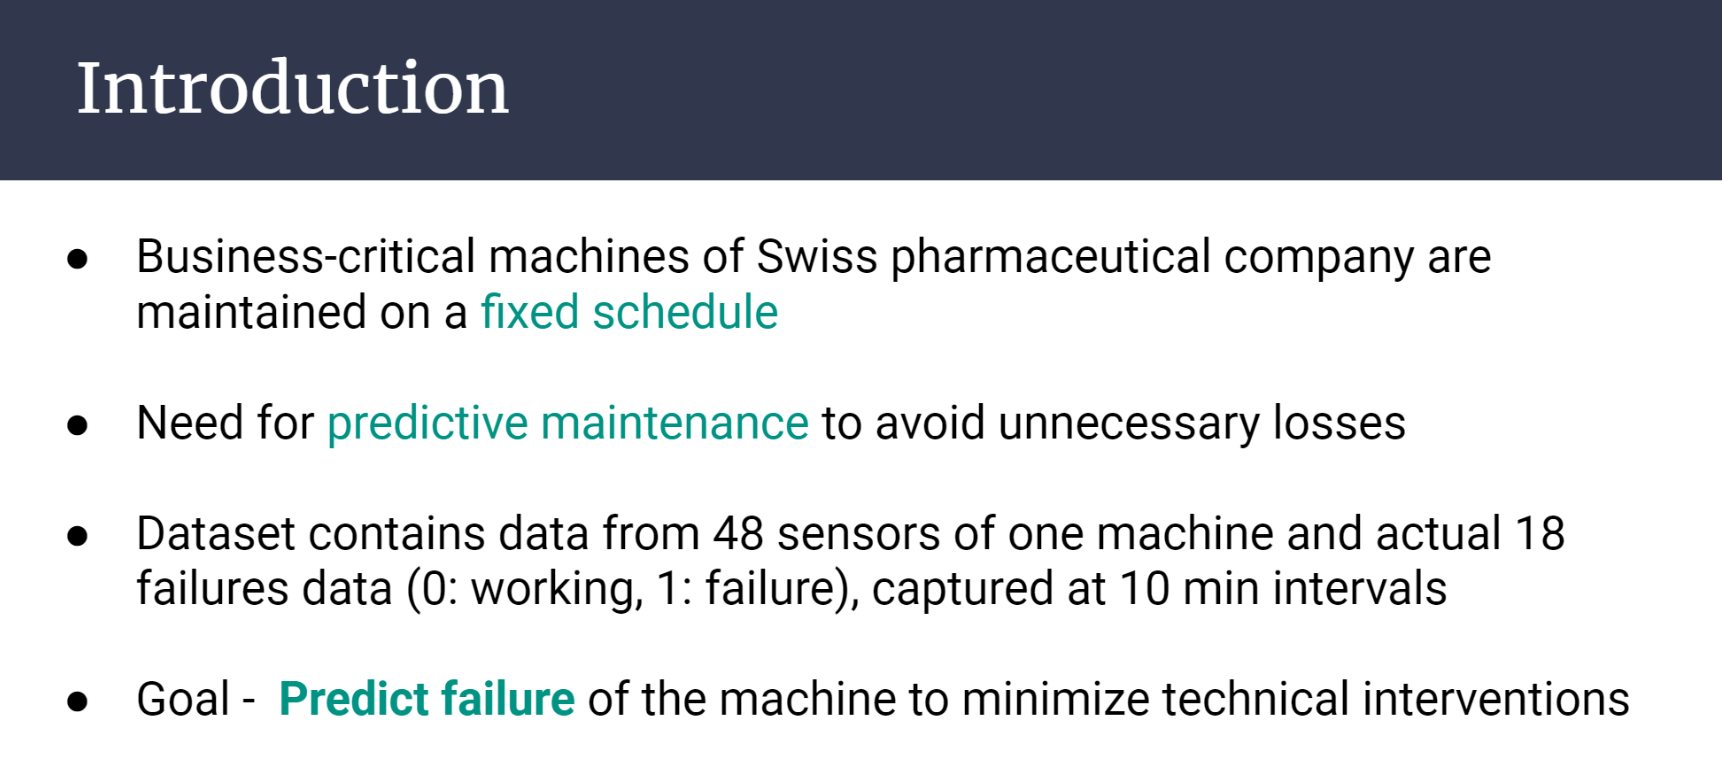 Introduction
● Business-critical machines of Swiss pharmaceutical company are
maintained on a fixed schedule
● Need for predictive maintenance to avoid unnecessary losses
● Dataset contains data from 48 sensors of one machine and actual 18
failures data (0: working, 1: failure), captured at 10 min intervals
● Goal - Predict failure of the machine to minimize technical interventions